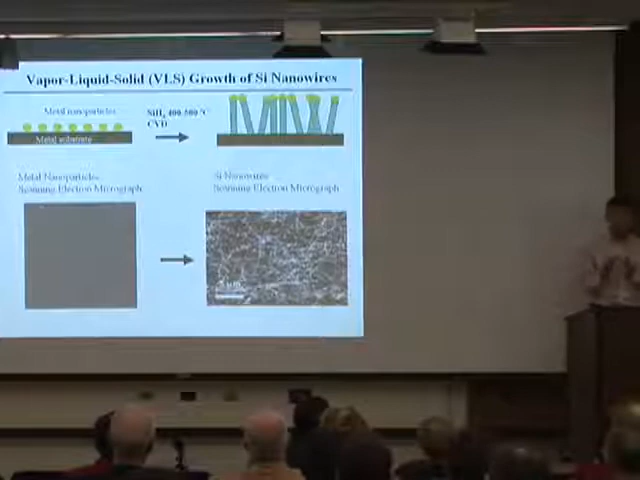 Vapor-Liquid-Solid (VLS) Growth of Si Nanowires
Metal nanoparticles
SiH4 400-500 °C
CVD
Metal substrate
Metal Nanoparticles
Scanning Electron Micrograph
Si Nanowires
Scanning Electron Micrograph